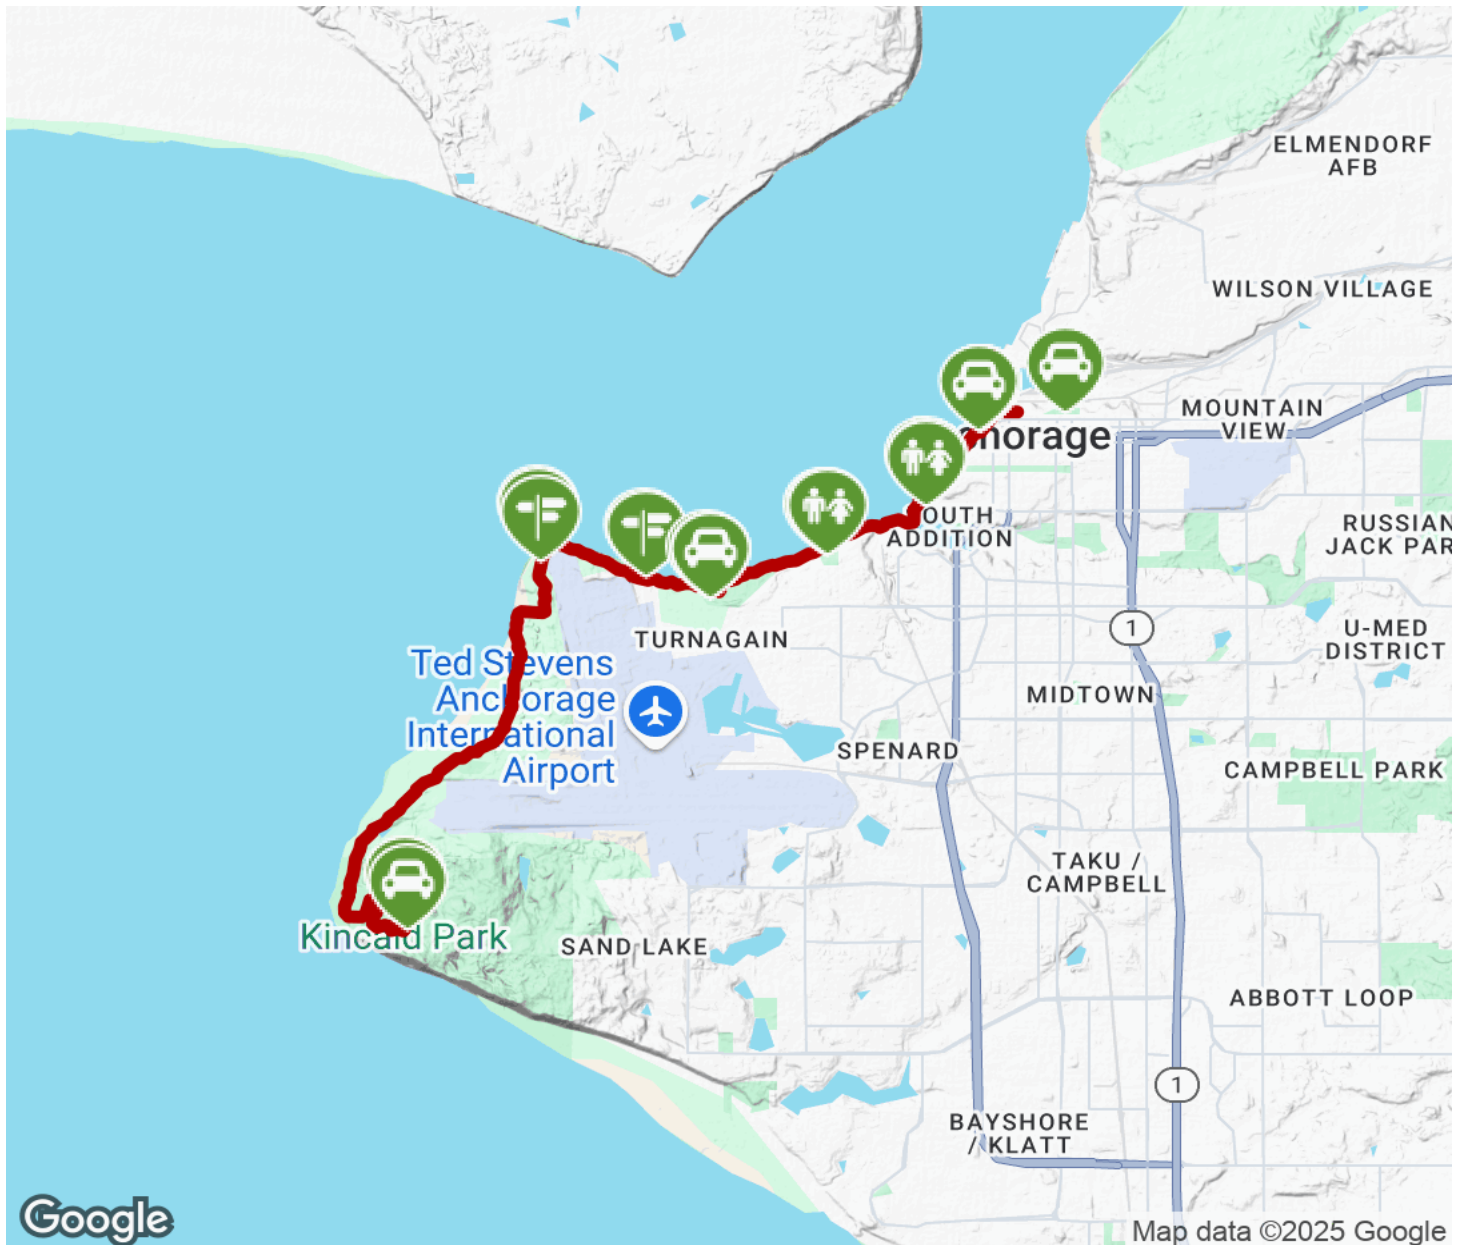 ELMENDORF
AFB
WILSON VILLAGE
MOUNTAIN
VIEW
horage
OUTH
ADDITION
RUSSIAN
JACK PAR
1
U-MED
DISTRICT
TURNAGAIN
Ted Stevens
Anchorage
International
Airport
MIDTOWN
SPENARD
CAMPBELL PARK
TAKU /
CAMPBELL
Kincaid Park
SAND LAKE
ABBOTT LOOP
1
BAYSHORE
/ KLATT
Google
Map data ©2025 Google